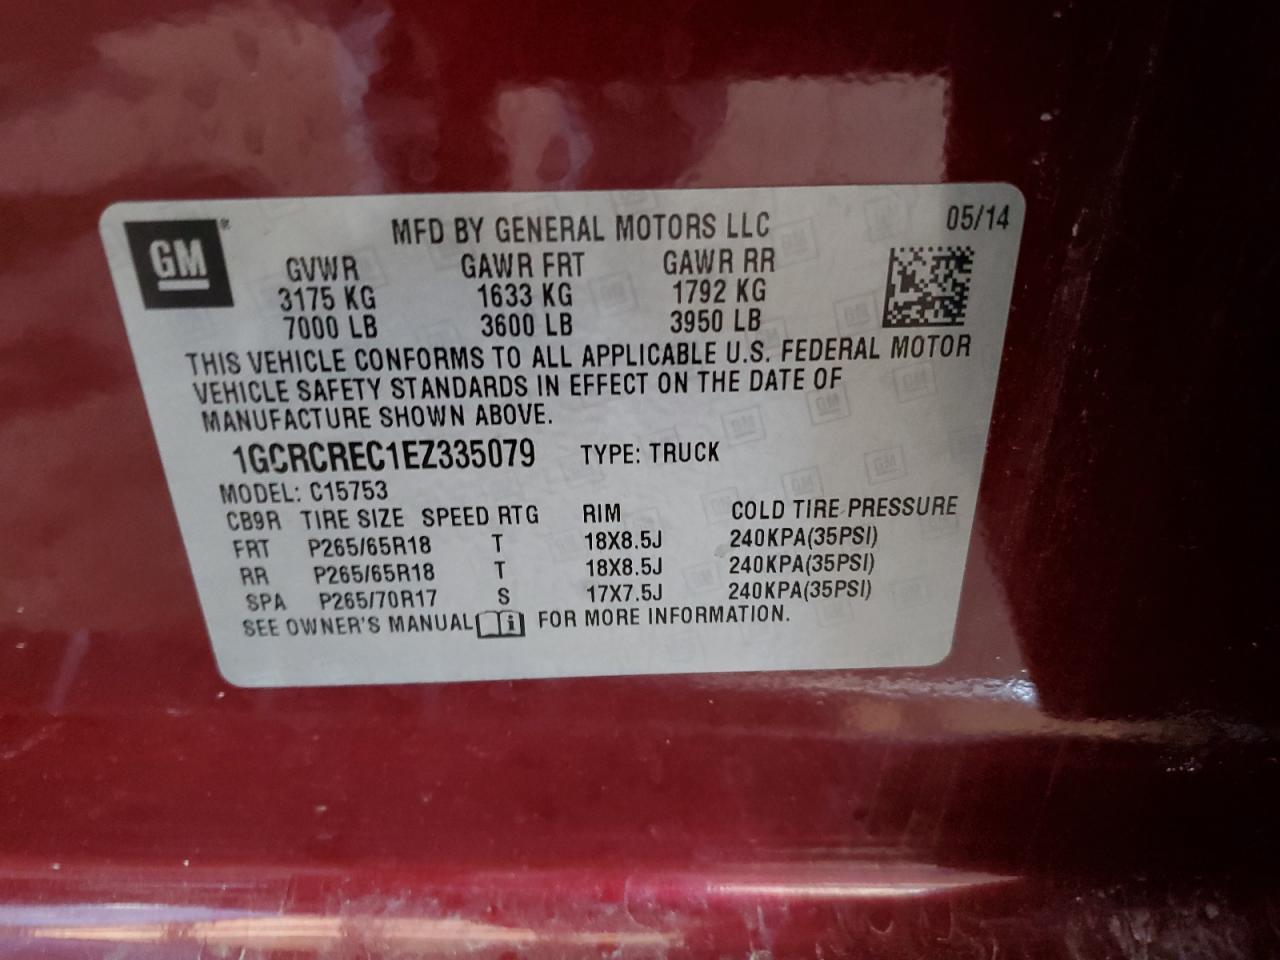 GM®
MFD BY GENERAL MOTORS LLC 05/14
GVWR GAWR FRT GAWR RR
3175 KG 1633 KG 1792 KG
7000 LB 3600 LB 3950 LB
THIS VEHICLE CONFORMS TO ALL APPLICABLE U.S. FEDERAL MOTOR
VEHICLE SAFETY STANDARDS IN EFFECT ON THE DATE OF
MANUFACTURE SHOWN ABOVE.
1GCRCREC1EZ335079 TYPE: TRUCK
MODEL: C15753
CB9R TIRE SIZE SPEED RTG RIM COLD TIRE PRESSURE
FRT P265/65R18 T 18X8.5J 240KPA(35PSI)
RR P265/65R18 T 18X8.5J 240KPA(35PSI)
SPA P265/70R17 S 17X7.5J 240KPA(35PSI)
SEE OWNER'S MANUAL FOR MORE INFORMATION.